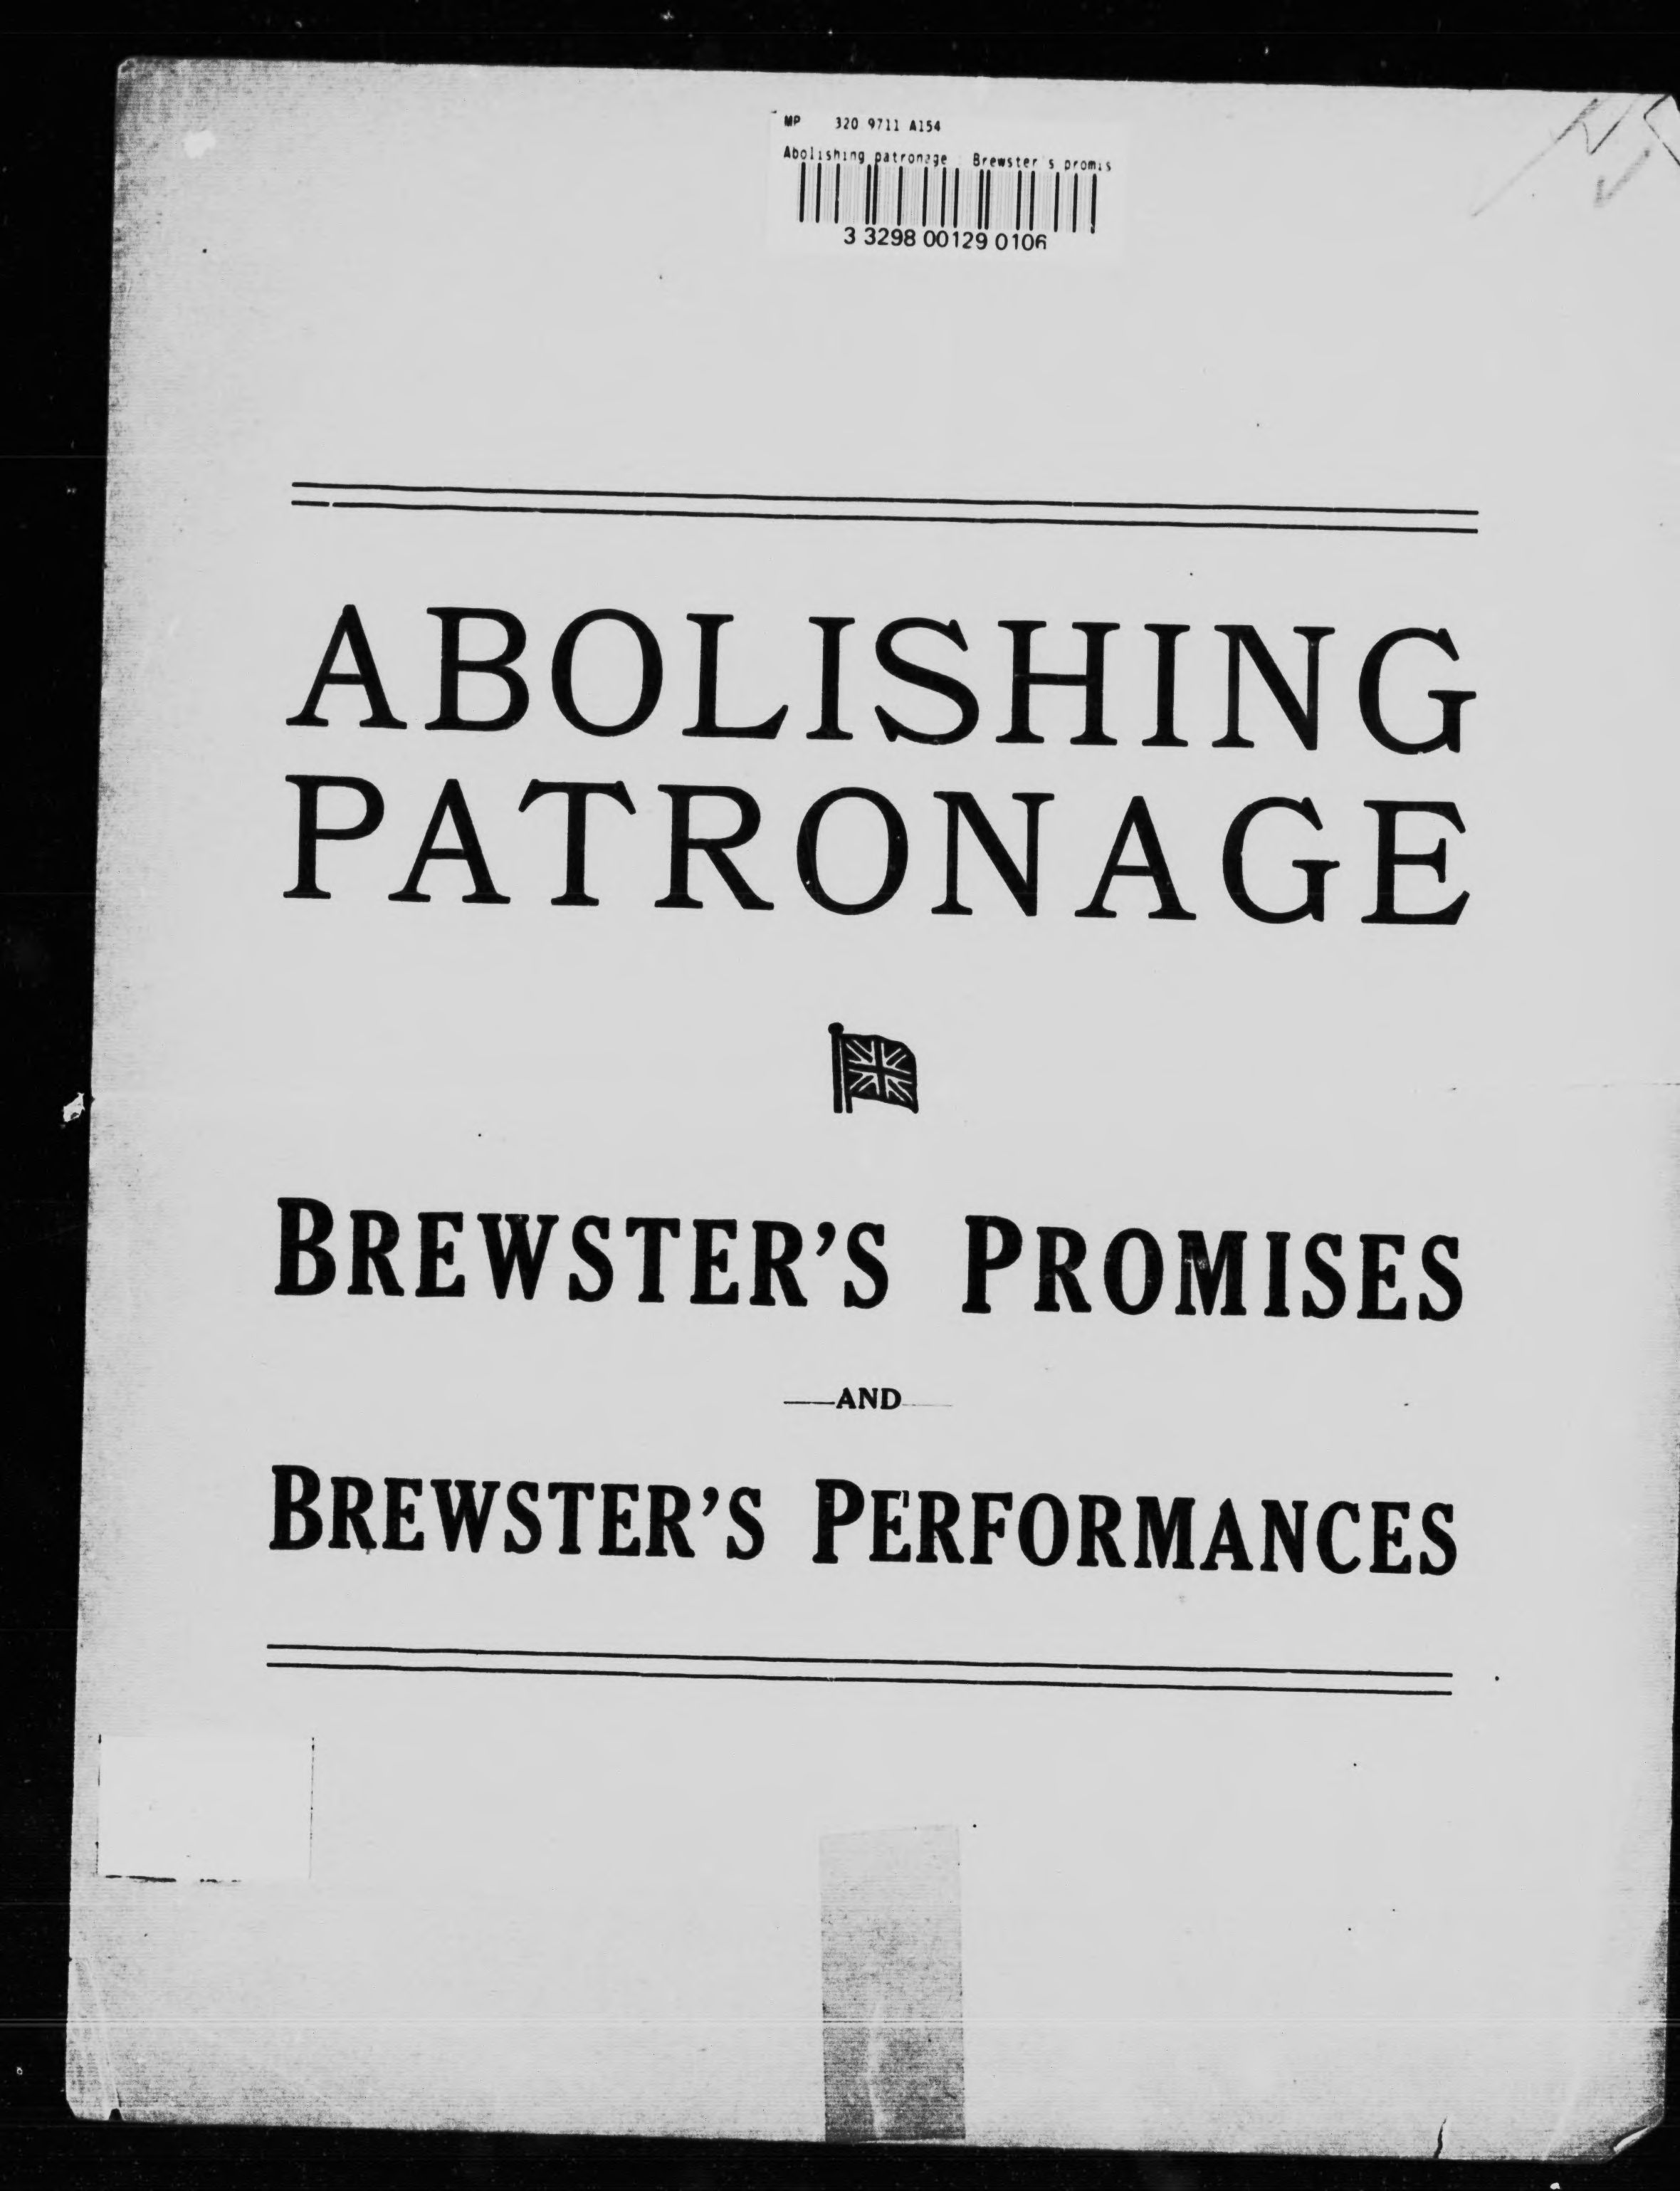 MP 320.9711 A154
Abolishing patronage : Brewster's promis
3 3298 00129 0106
ABOLISHING
PATRONAGE
BREWSTER'S PROMISES
—AND—
BREWSTER'S PERFORMANCES